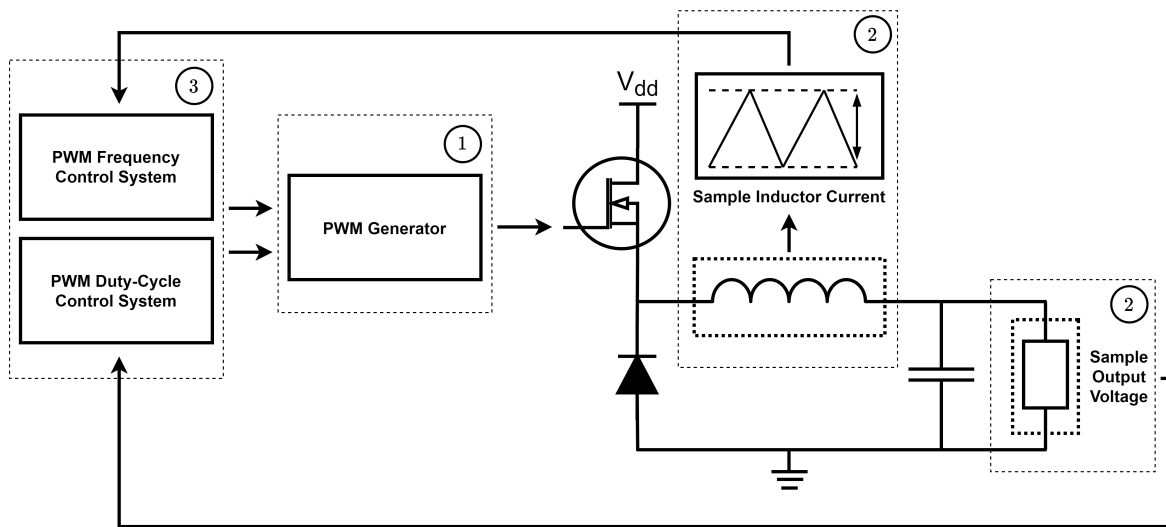 2
3
V_dd
PWM Frequency
Control System
1
PWM Generator
Sample Inductor Current
PWM Duty-Cycle
Control System
2
Sample
Output
Voltage